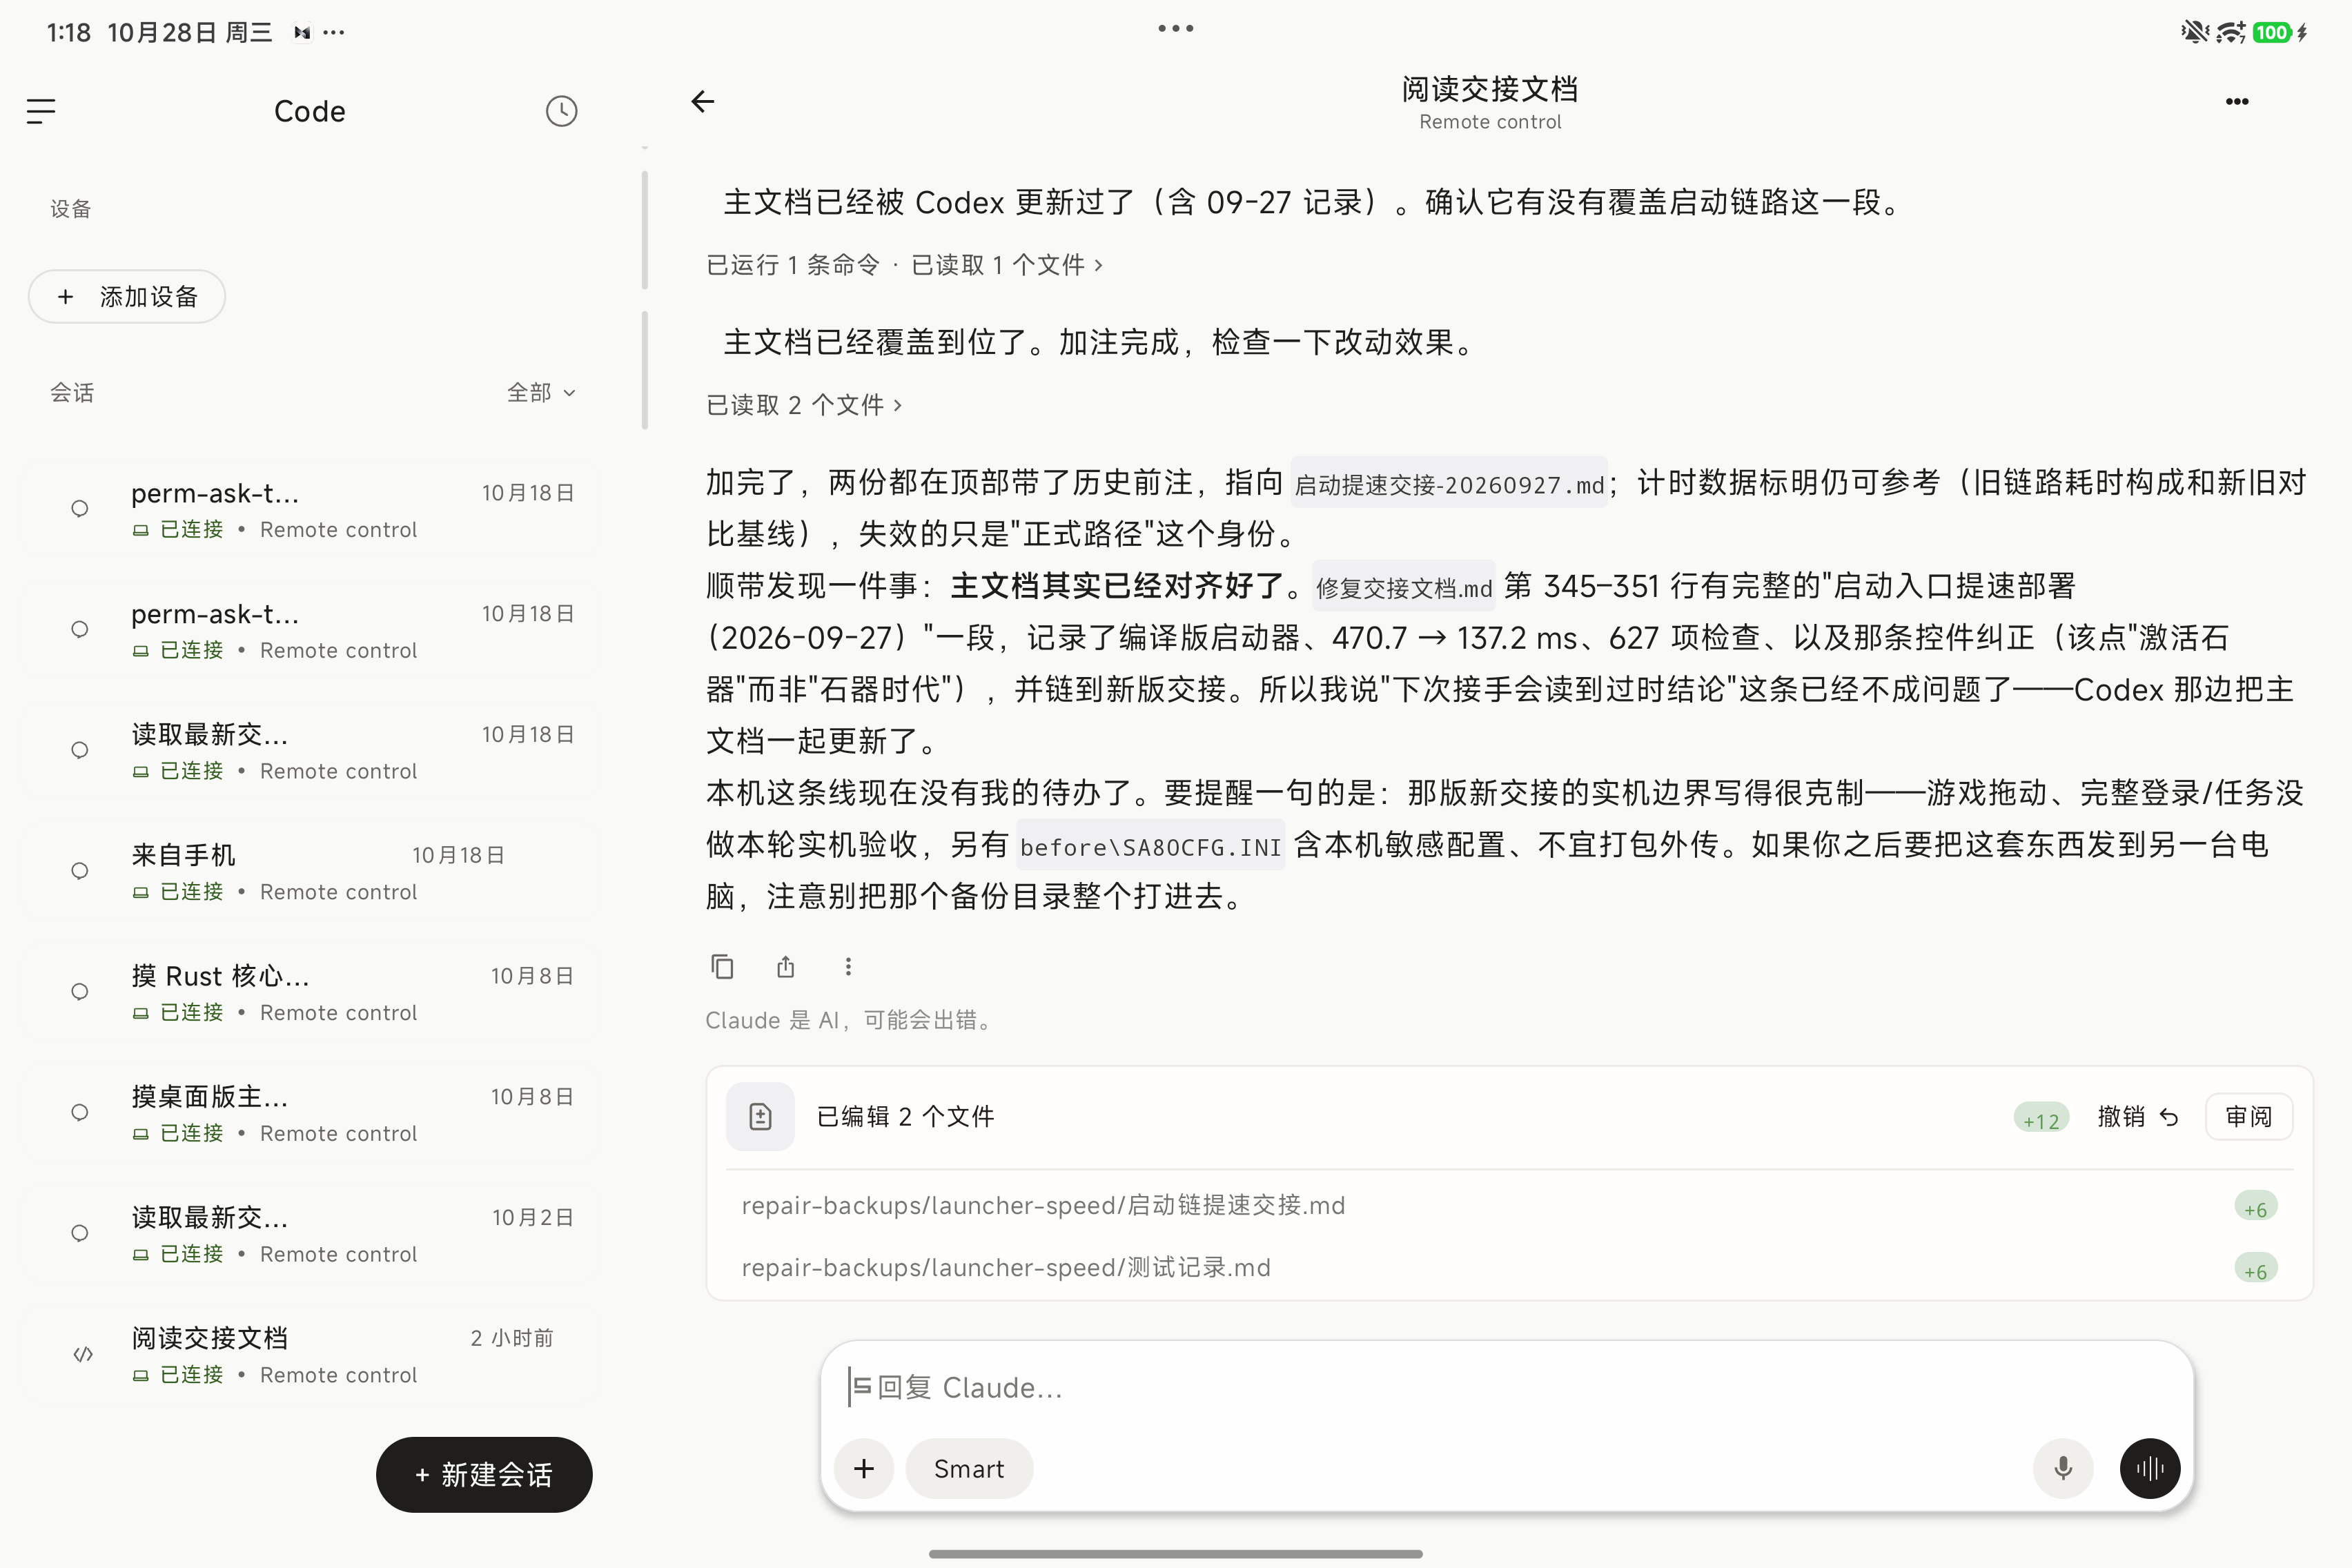 1:18 10月28日 周三
100
Code
设备
+ 添加设备
会话
全部
perm-ask-t...
10月18日
已连接 • Remote control
perm-ask-t...
10月18日
已连接 • Remote control
读取最新交...
10月18日
已连接 • Remote control
来自手机
10月18日
已连接 • Remote control
摸 Rust 核心...
10月8日
已连接 • Remote control
摸桌面版主...
10月8日
已连接 • Remote control
读取最新交...
10月2日
已连接 • Remote control
阅读交接文档
2 小时前
已连接 • Remote control
+ 新建会话
阅读交接文档
Remote control
主文档已经被 Codex 更新过了（含 09-27 记录）。确认它有没有覆盖启动链路这一段。
已运行 1 条命令 · 已读取 1 个文件 >
主文档已经覆盖到位了。加注完成，检查一下改动效果。
已读取 2 个文件 >
加完了，两份都在顶部带了历史前注，指向 启动提速交接-20260927.md；计时数据标明仍可参考（旧链路耗时构成和新旧对
比基线），失效的只是"正式路径"这个身份。
顺带发现一件事：主文档其实已经对齐好了。修复交接文档.md 第 345–351 行有完整的"启动入口提速部署
（2026-09-27）"一段，记录了编译版启动器、470.7 → 137.2 ms、627 项检查、以及那条控件纠正（该点"激活石
器"而非"石器时代"），并链到新版交接。所以我说"下次接手会读到过时结论"这条已经不成问题了——Codex 那边把主
文档一起更新了。
本机这条线现在没有我的待办了。要提醒一句的是：那版新交接的实机边界写得很克制——游戏拖动、完整登录/任务没
做本轮实机验收，另有 before\SA80CFG.INI 含本机敏感配置、不宜打包外传。如果你之后要把这套东西发到另一台电
脑，注意别把那个备份目录整个打进去。
Claude 是 AI，可能会出错。
已编辑 2 个文件
+12
撤销
审阅
repair-backups/launcher-speed/启动链提速交接.md
+6
repair-backups/launcher-speed/测试记录.md
+6
回复 Claude...
Smart